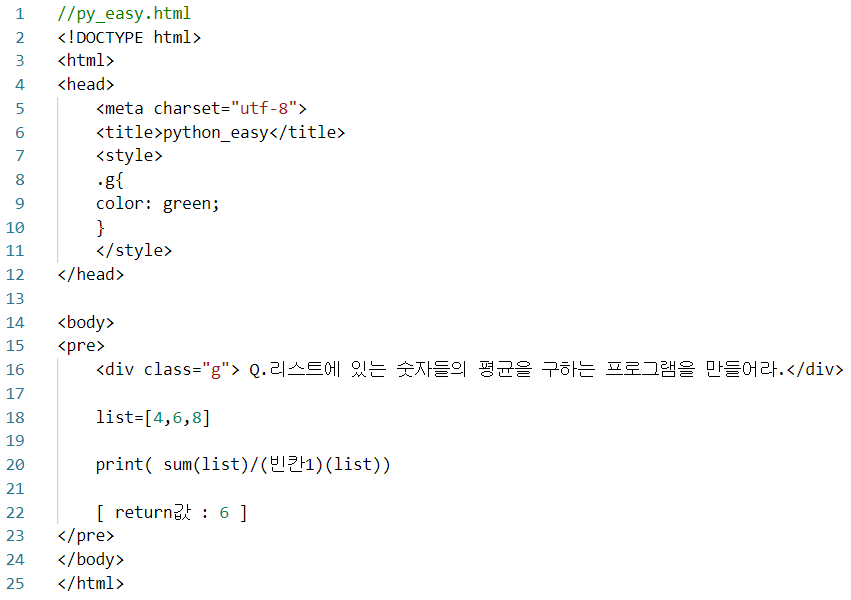 1 //py_easy.html
2 <!DOCTYPE html>
3 <html>
4 <head>
5 <meta charset="utf-8">
6 <title>python_easy</title>
7 <style>
8 .g{
9 color: green;
10 }
11 </style>
12 </head>
13
14 <body>
15 <pre>
16 <div class="g"> Q.리스트에 있는 숫자들의 평균을 구하는 프로그램을 만들어라.</div>
17
18 list=[4,6,8]
19
20 print( sum(list)/(빈칸1)(list))
21
22 [ return값 : 6 ]
23 </pre>
24 </body>
25 </html>